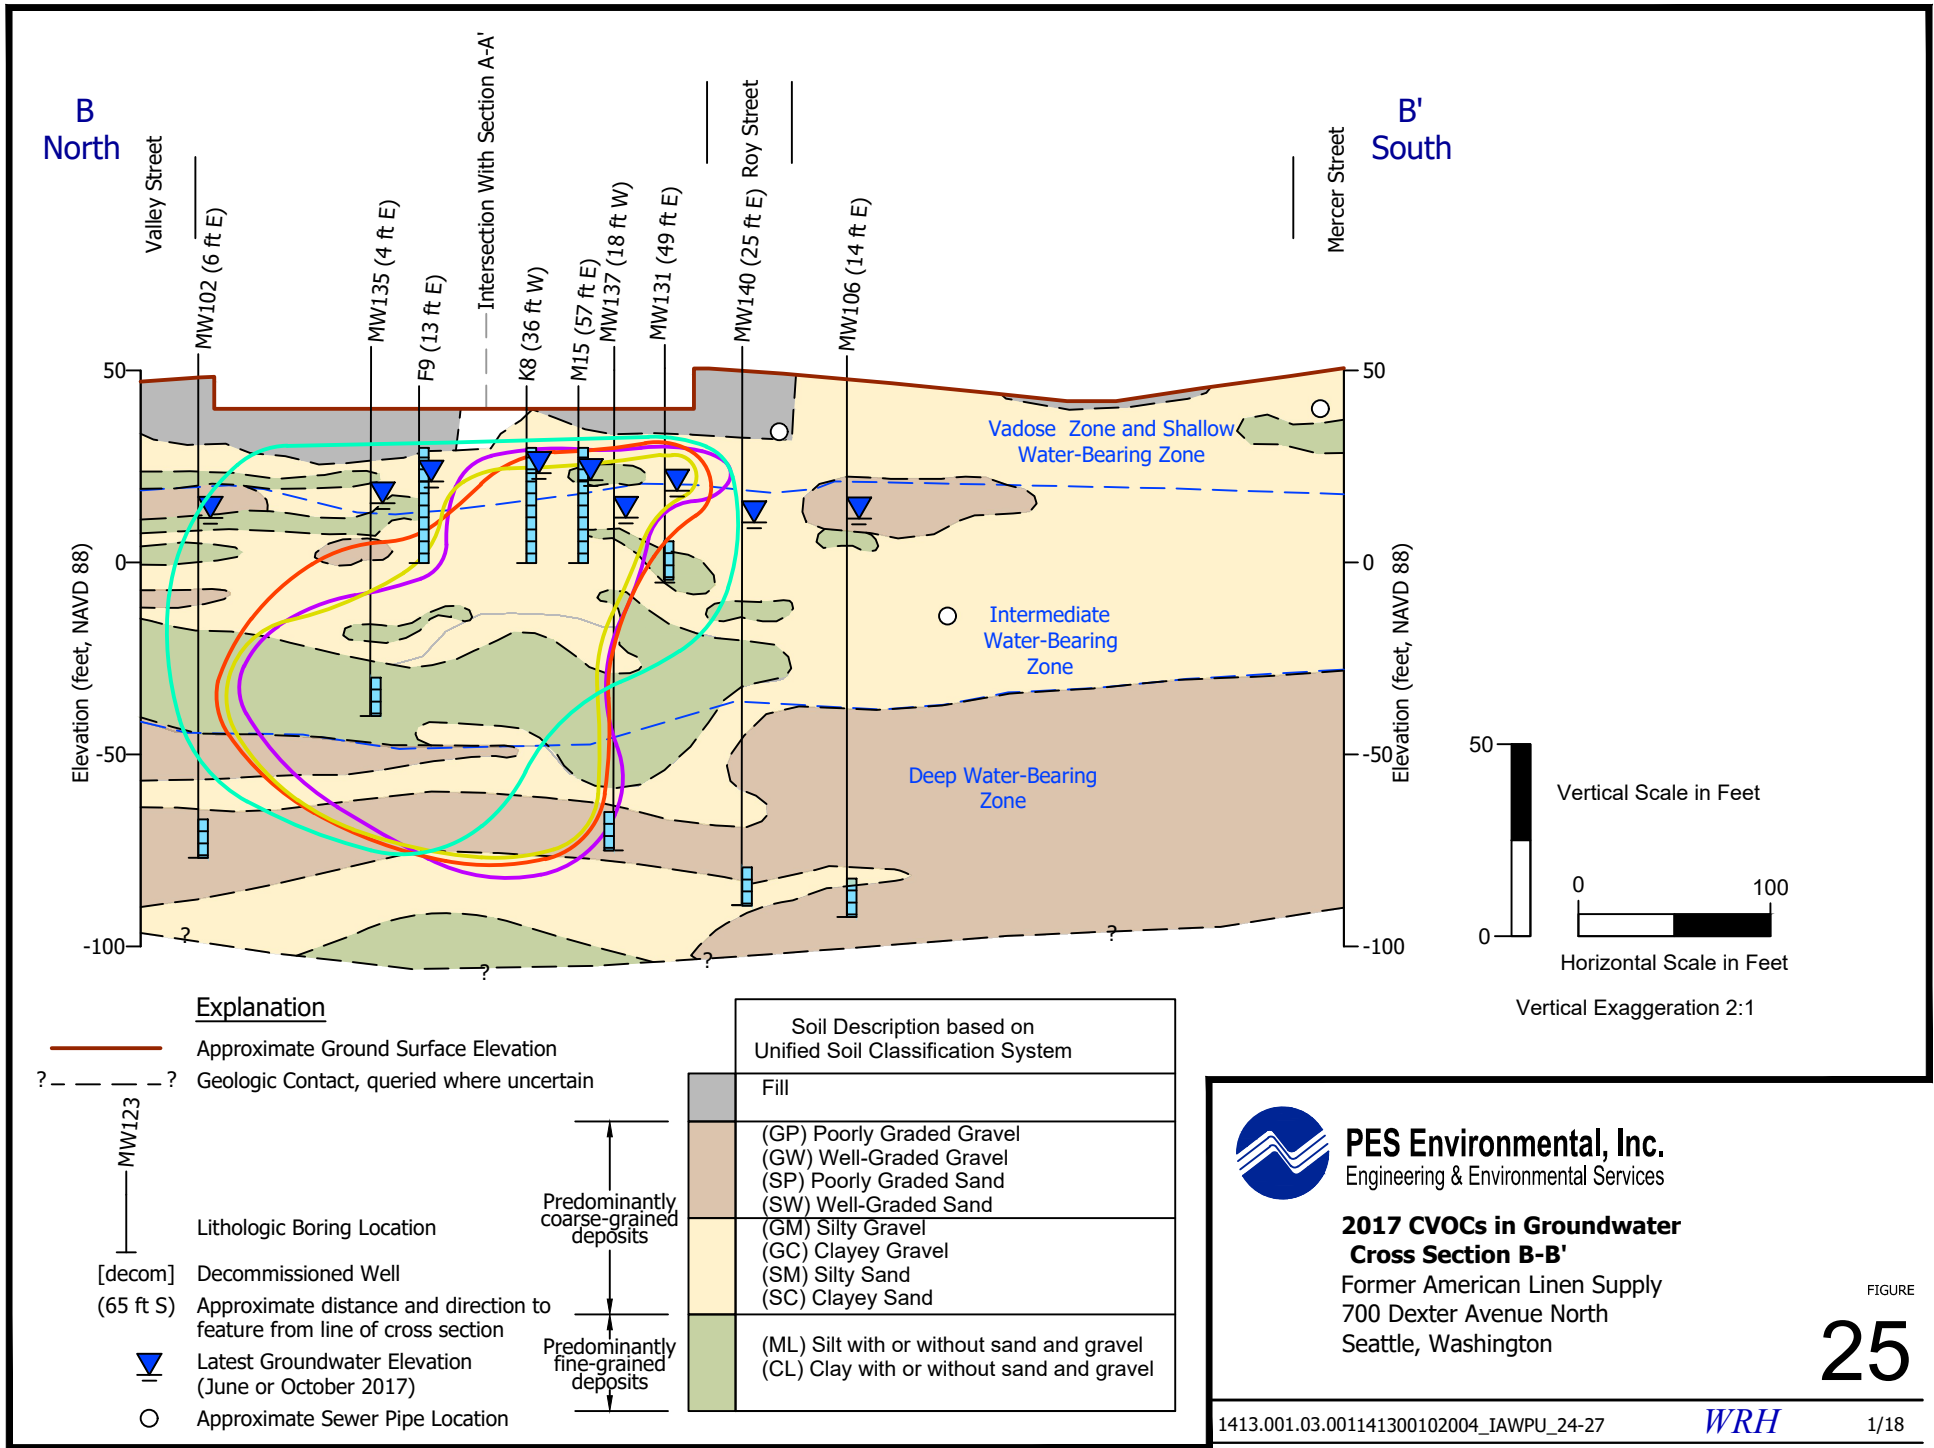 B
North
B'
South
Valley Street
Intersection With Section A-A'
Roy Street
Mercer Street
MW102 (6 ft E)
MW135 (4 ft E)
F9 (13 ft E)
K8 (36 ft W)
M15 (57 ft E)
MW137 (18 ft W)
MW131 (49 ft E)
MW140 (25 ft E)
MW106 (14 ft E)
50
0
-50
-100
Elevation (feet, NAVD 88)
50
0
-50
-100
Elevation (feet, NAVD 88)
Vadose Zone and Shallow
Water-Bearing Zone
Intermediate
Water-Bearing
Zone
Deep Water-Bearing
Zone
?
?
?
?
50
0
Vertical Scale in Feet
0
100
Horizontal Scale in Feet
Vertical Exaggeration 2:1
Explanation
Approximate Ground Surface Elevation
? ? Geologic Contact, queried where uncertain
MW123
Lithologic Boring Location
[decom] Decommissioned Well
(65 ft S) Approximate distance and direction to
feature from line of cross section
Latest Groundwater Elevation
(June or October 2017)
Approximate Sewer Pipe Location
Soil Description based on
Unified Soil Classification System
Fill
(GP) Poorly Graded Gravel
(GW) Well-Graded Gravel
(SP) Poorly Graded Sand
(SW) Well-Graded Sand
(GM) Silty Gravel
(GC) Clayey Gravel
(SM) Silty Sand
(SC) Clayey Sand
(ML) Silt with or without sand and gravel
(CL) Clay with or without sand and gravel
Predominantly
coarse-grained
deposits
Predominantly
fine-grained
deposits
PES Environmental, Inc.
Engineering & Environmental Services
2017 CVOCs in Groundwater
Cross Section B-B'
Former American Linen Supply
700 Dexter Avenue North
Seattle, Washington
FIGURE
25
1413.001.03.001141300102004_IAWPU_24-27
WRH
1/18